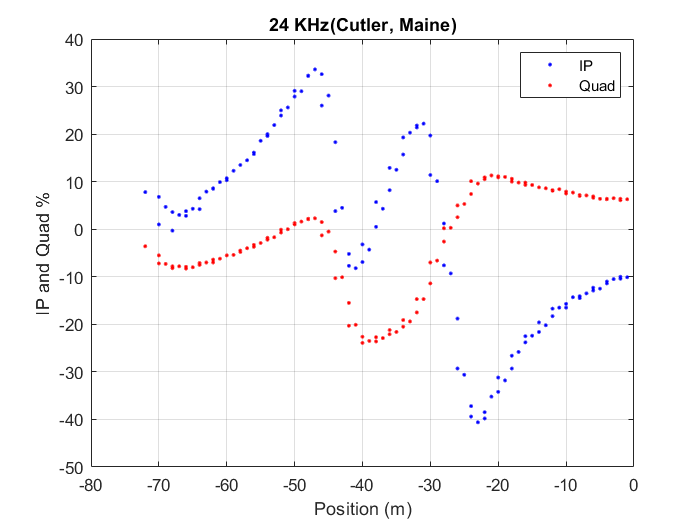 24 KHz(Cutler, Maine)
IP
Quad
40
30
20
10
0
-10
-20
-30
-40
-50
IP and Quad %
-80 -70 -60 -50 -40 -30 -20 -10 0
Position (m)